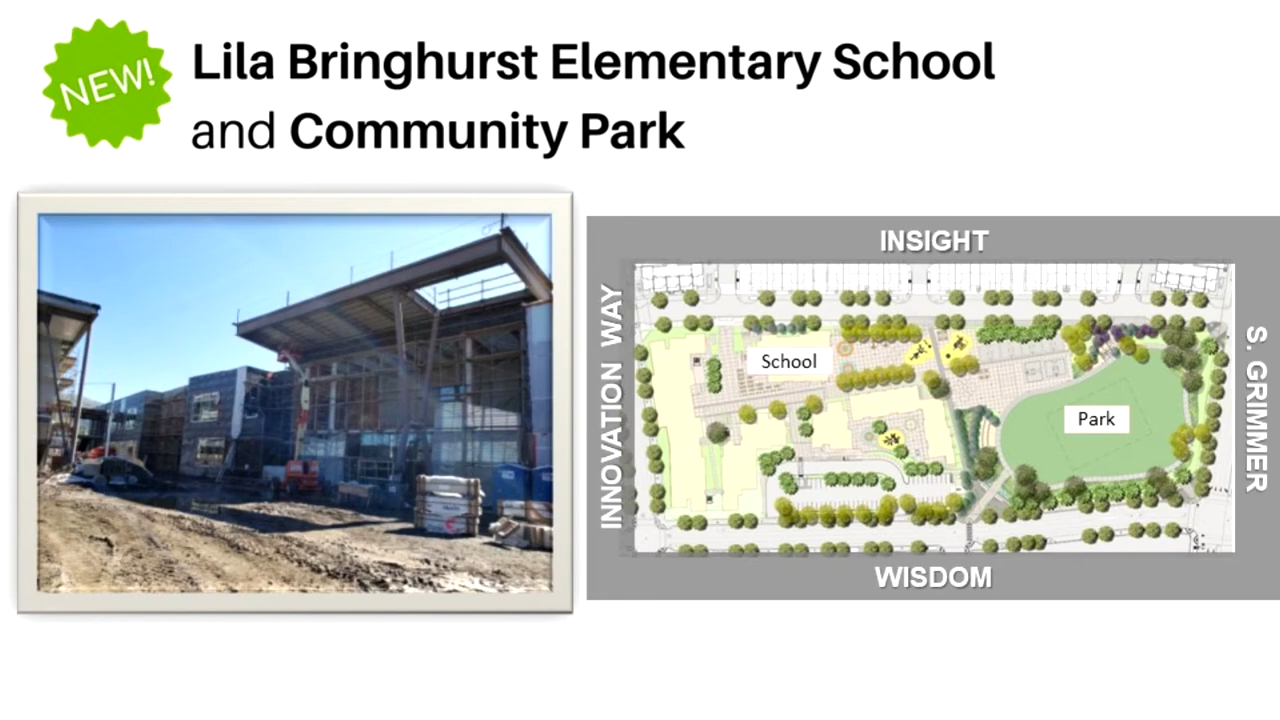 NEW!
Lila Bringhurst Elementary School
and Community Park
INSIGHT
INNOVATION WAY
School
Park
S. GRIMMER
WISDOM